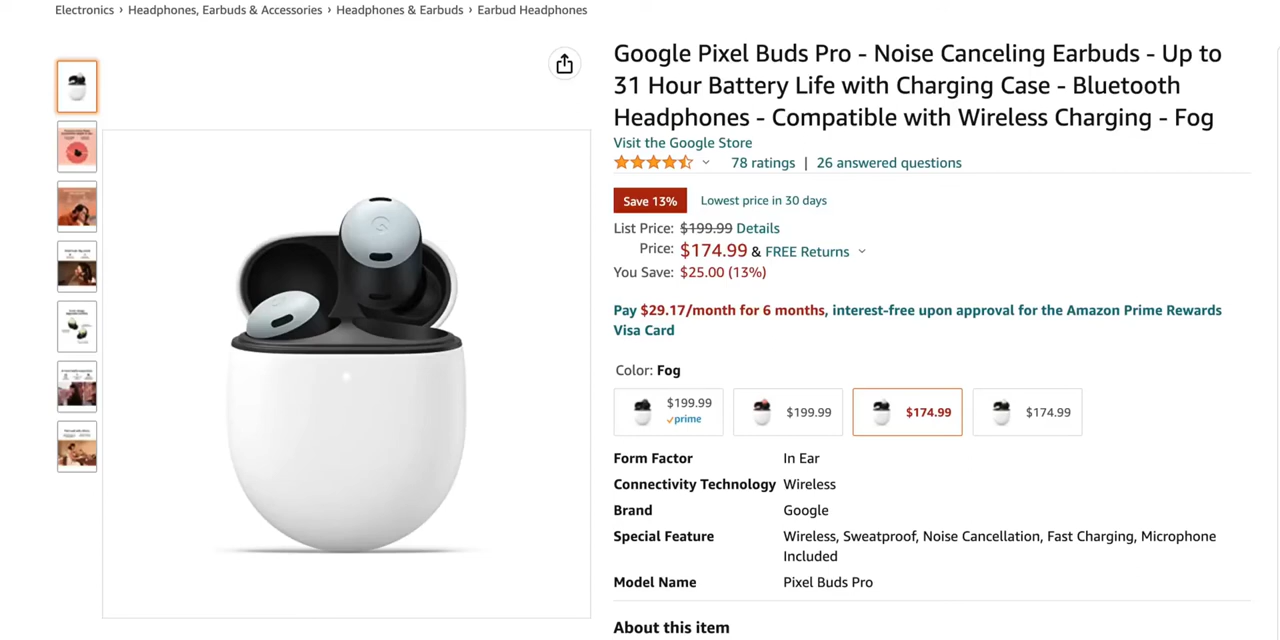 Electronics › Headphones, Earbuds & Accessories › Headphones & Earbuds › Earbud Headphones
Google Pixel Buds Pro - Noise Canceling Earbuds - Up to
31 Hour Battery Life with Charging Case - Bluetooth
Headphones - Compatible with Wireless Charging - Fog
Visit the Google Store
78 ratings | 26 answered questions
Save 13% Lowest price in 30 days
List Price: $199.99 Details
Price: $174.99 & FREE Returns
You Save: $25.00 (13%)
Pay $29.17/month for 6 months, interest-free upon approval for the Amazon Prime Rewards
Visa Card
Color: Fog
$199.99 prime
$199.99
$174.99
$174.99
Form Factor In Ear
Connectivity Technology Wireless
Brand Google
Special Feature Wireless, Sweatproof, Noise Cancellation, Fast Charging, Microphone
Included
Model Name Pixel Buds Pro
About this item